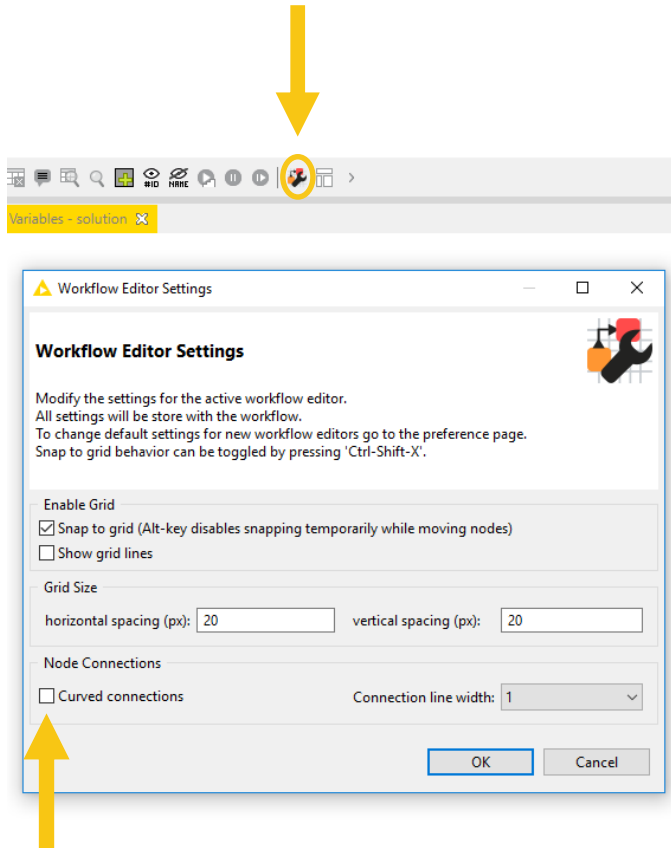 #ID
NAME
Variables - solution
Workflow Editor Settings
Workflow Editor Settings
Modify the settings for the active workflow editor.
All settings will be store with the workflow.
To change default settings for new workflow editors go to the preference page.
Snap to grid behavior can be toggled by pressing 'Ctrl-Shift-X'.
Enable Grid
Snap to grid (Alt-key disables snapping temporarily while moving nodes)
Show grid lines
Grid Size
horizontal spacing (px): 20 vertical spacing (px): 20
Node Connections
Curved connections Connection line width: 1
OK Cancel